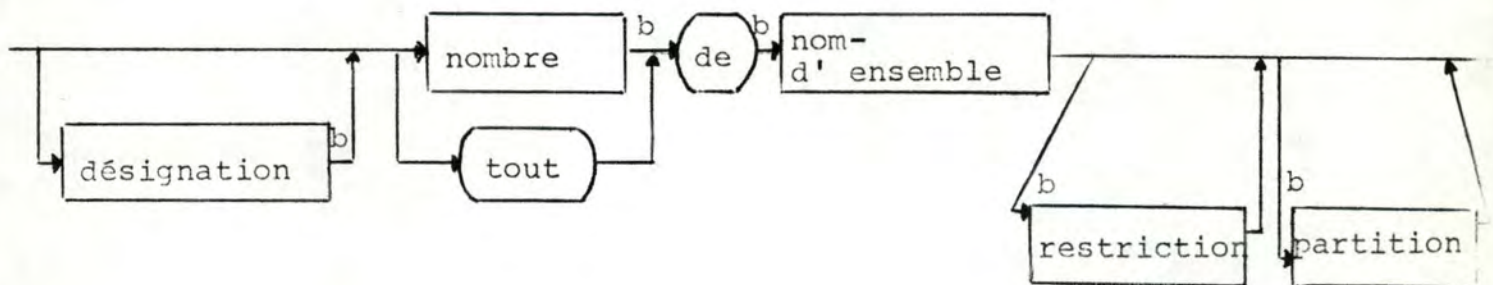 nombre b de b nom-
d' ensemble
désignation b
tout
b restriction
b partition